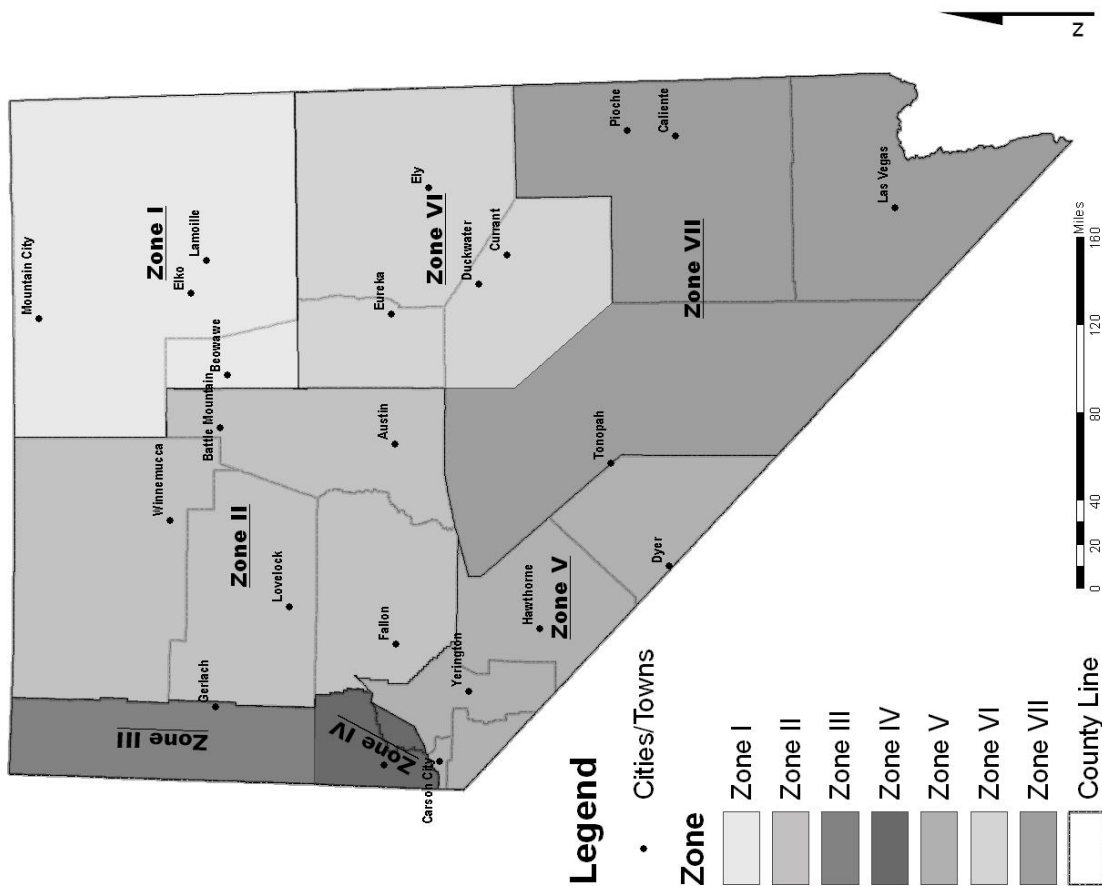 Mountain City
Zone I
Elko
Lamoille
Beowawe
Battle Mountain
Winnemucca
Zone II
Lovelock
Gerlach
Zone III
Zone IV
Carson City
Fallon
Austin
Eureka
Ely
Zone VI
Duckwater
Currant
Yerington
Hawthorne
Zone V
Dyer
Tonopah
Zone VII
Pioche
Caliente
Las Vegas
Z
Miles
0
20
40
80
120
160
Legend
Cities/Towns
Zone
Zone I
Zone II
Zone III
Zone IV
Zone V
Zone VI
Zone VII
County Line